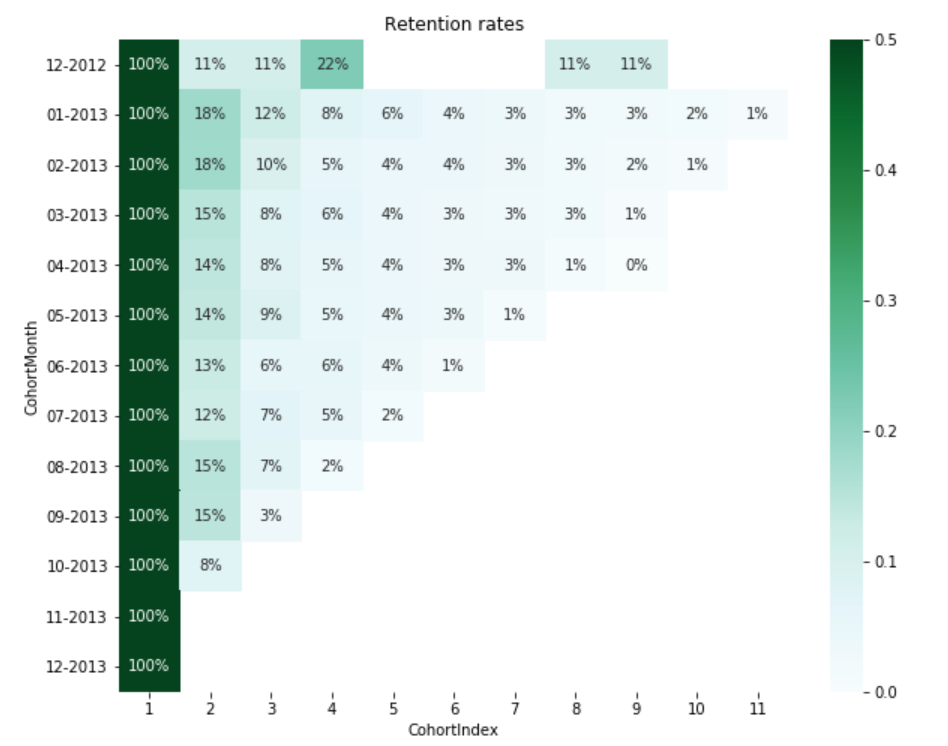 Retention rates
CohortMonth
12-2012 100% 11% 11% 22% 11% 11%
01-2013 100% 18% 12% 8% 6% 4% 3% 3% 3% 2% 1%
02-2013 100% 18% 10% 5% 4% 4% 3% 3% 2% 1%
03-2013 100% 15% 8% 6% 4% 3% 3% 3% 1%
04-2013 100% 14% 8% 5% 4% 3% 3% 1% 0%
05-2013 100% 14% 9% 5% 4% 3% 1%
06-2013 100% 13% 6% 6% 4% 1%
07-2013 100% 12% 7% 5% 2%
08-2013 100% 15% 7% 2%
09-2013 100% 15% 3%
10-2013 100% 8%
11-2013 100%
12-2013 100%
1 2 3 4 5 6 7 8 9 10 11
CohortIndex
0.5
0.4
0.3
0.2
0.1
0.0